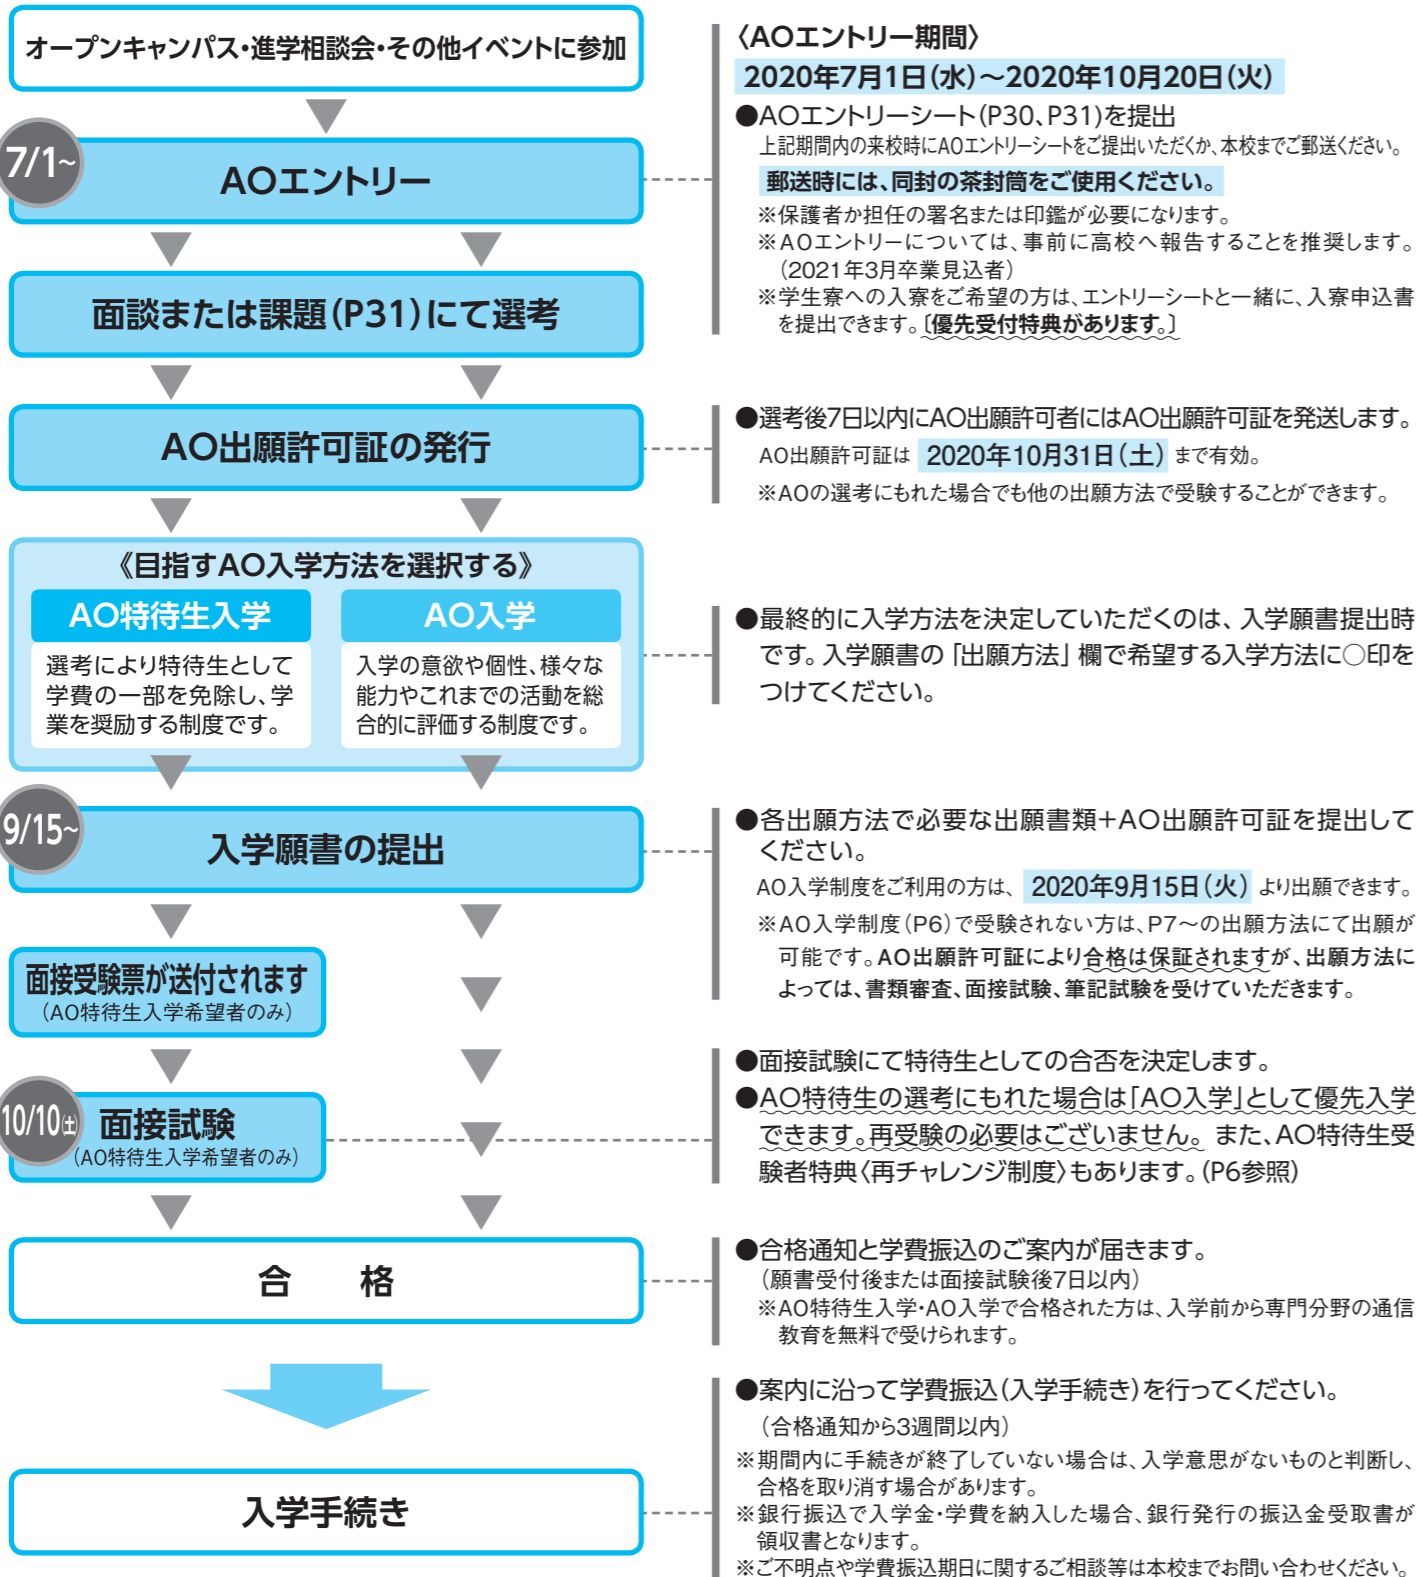 オープンキャンパス・進学相談会・その他イベントに参加
7/1~
AOエントリー
面談または課題(P31)にて選考
AO出願許可証の発行
《目指すAO入学方法を選択する》
AO特待生入学
選考により特待生として
学費の一部を免除し、学
業を奨励する制度です。
AO入学
入学の意欲や個性、様々な
能力やこれまでの活動を総
合的に評価する制度です。
9/15~
入学願書の提出
面接受験票が送付されます
(AO特待生入学希望者のみ)
10/10(土)
面接試験
(AO特待生入学希望者のみ)
合　格
入学手続き
〈AOエントリー期間〉
2020年7月1日(水)～2020年10月20日(火)
●AOエントリーシート(P30、P31)を提出
上記期間内の来校時にAOエントリーシートをご提出いただくか、本校までご郵送ください。
郵送時には、同封の茶封筒をご使用ください。
※保護者か担任の署名または印鑑が必要になります。
※AOエントリーについては、事前に高校へ報告することを推奨します。
(2021年3月卒業見込者)
※学生寮への入寮をご希望の方は、エントリーシートと一緒に、入寮申込書
を提出できます。〔優先受付特典があります。〕
●選考後7日以内にAO出願許可者にはAO出願許可証を発送します。
AO出願許可証は 2020年10月31日(土) まで有効。
※AOの選考にもれた場合でも他の出願方法で受験することができます。
●最終的に入学方法を決定していただくのは、入学願書提出時
です。入学願書の「出願方法」欄で希望する入学方法に○印を
つけてください。
●各出願方法で必要な出願書類+AO出願許可証を提出して
ください。
AO入学制度をご利用の方は、 2020年9月15日(火) より出願できます。
※AO入学制度(P6)で受験されない方は、P7～の出願方法にて出願が
可能です。AO出願許可証により合格は保証されますが、出願方法に
よっては、書類審査、面接試験、筆記試験を受けていただきます。
●面接試験にて特待生としての合否を決定します。
●AO特待生の選考にもれた場合は「AO入学」として優先入学
できます。再受験の必要はございません。また、AO特待生受
験者特典〈再チャレンジ制度〉もあります。(P6参照)
●合格通知と学費振込のご案内が届きます。
(願書受付後または面接試験後7日以内)
※AO特待生入学・AO入学で合格された方は、入学前から専門分野の通信
教育を無料で受けられます。
●案内に沿って学費振込(入学手続き)を行ってください。
(合格通知から3週間以内)
※期間内に手続きが終了していない場合は、入学意思がないものと判断し、
合格を取り消す場合があります。
※銀行振込で入学金・学費を納入した場合、銀行発行の振込金受取書が
領収書となります。
※ご不明点や学費振込期日に関するご相談等は本校までお問い合わせください。